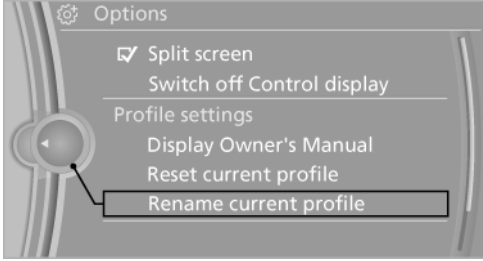 Options
Split screen
Switch off Control display
Profile settings
Display Owner's Manual
Reset current profile
Rename current profile